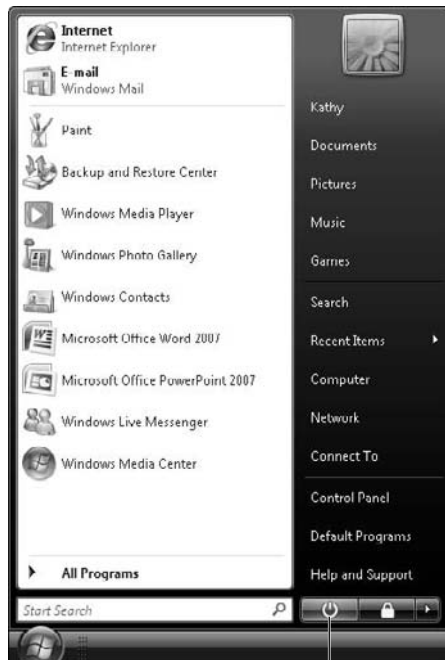 Internet
Internet Explorer
E-mail
Windows Mail
Paint
Backup and Restore Center
Windows Media Player
Windows Photo Gallery
Windows Contacts
Microsoft Office Word 2007
Microsoft Office PowerPoint 2007
Windows Live Messenger
Windows Media Center
All Programs
Start Search
Kathy
Documents
Pictures
Music
Games
Search
Recent Items
Computer
Network
Connect To
Control Panel
Default Programs
Help and Support